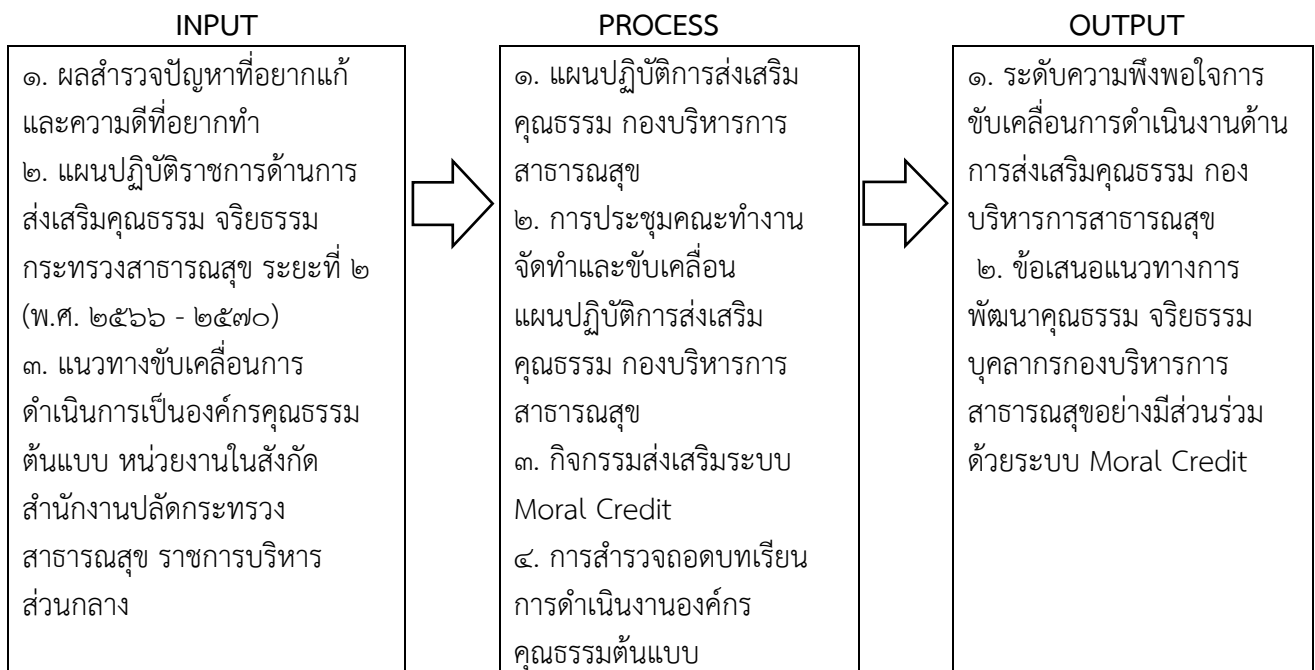 INPUT
๑. ผลสำรวจปัญหาที่อยากแก้
และความดีที่อยากทำ
๒. แผนปฏิบัติราชการด้านการ
ส่งเสริมคุณธรรม จริยธรรม
กระทรวงสาธารณสุข ระยะที่ ๒
(พ.ศ. ๒๕๖๖ - ๒๕๗๐)
๓. แนวทางขับเคลื่อนการ
ดำเนินการเป็นองค์กรคุณธรรม
ต้นแบบ หน่วยงานในสังกัด
สำนักงานปลัดกระทรวง
สาธารณสุข ราชการบริหาร
ส่วนกลาง
PROCESS
๑. แผนปฏิบัติการส่งเสริม
คุณธรรม กองบริหารการ
สาธารณสุข
๒. การประชุมคณะทำงาน
จัดทำและขับเคลื่อน
แผนปฏิบัติการส่งเสริม
คุณธรรม กองบริหารการ
สาธารณสุข
๓. กิจกรรมส่งเสริมระบบ
Moral Credit
๔. การสำรวจถอดบทเรียน
การดำเนินงานองค์กร
คุณธรรมต้นแบบ
OUTPUT
๑. ระดับความพึงพอใจการ
ขับเคลื่อนการดำเนินงานด้าน
การส่งเสริมคุณธรรม กอง
บริหารการสาธารณสุข
๒. ข้อเสนอแนวทางการ
พัฒนาคุณธรรม จริยธรรม
บุคลากรกองบริหารการ
สาธารณสุขอย่างมีส่วนร่วม
ด้วยระบบ Moral Credit